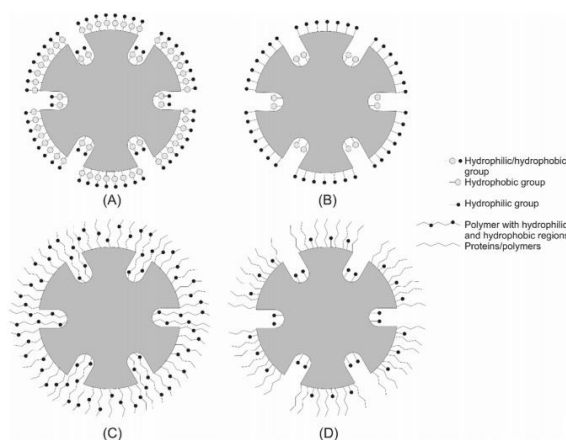 (A)
(B)
Hydrophilic/hydrophobic
group
Hydrophobic group
Hydrophilic group
Polymer with hydrophilic
and hydrophobic regions
Proteins/polymers
(C)
(D)